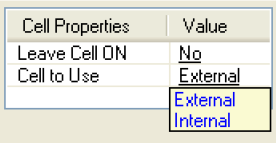 Cell Properties Value
Leave Cell ON No
Cell to Use External
External
Internal